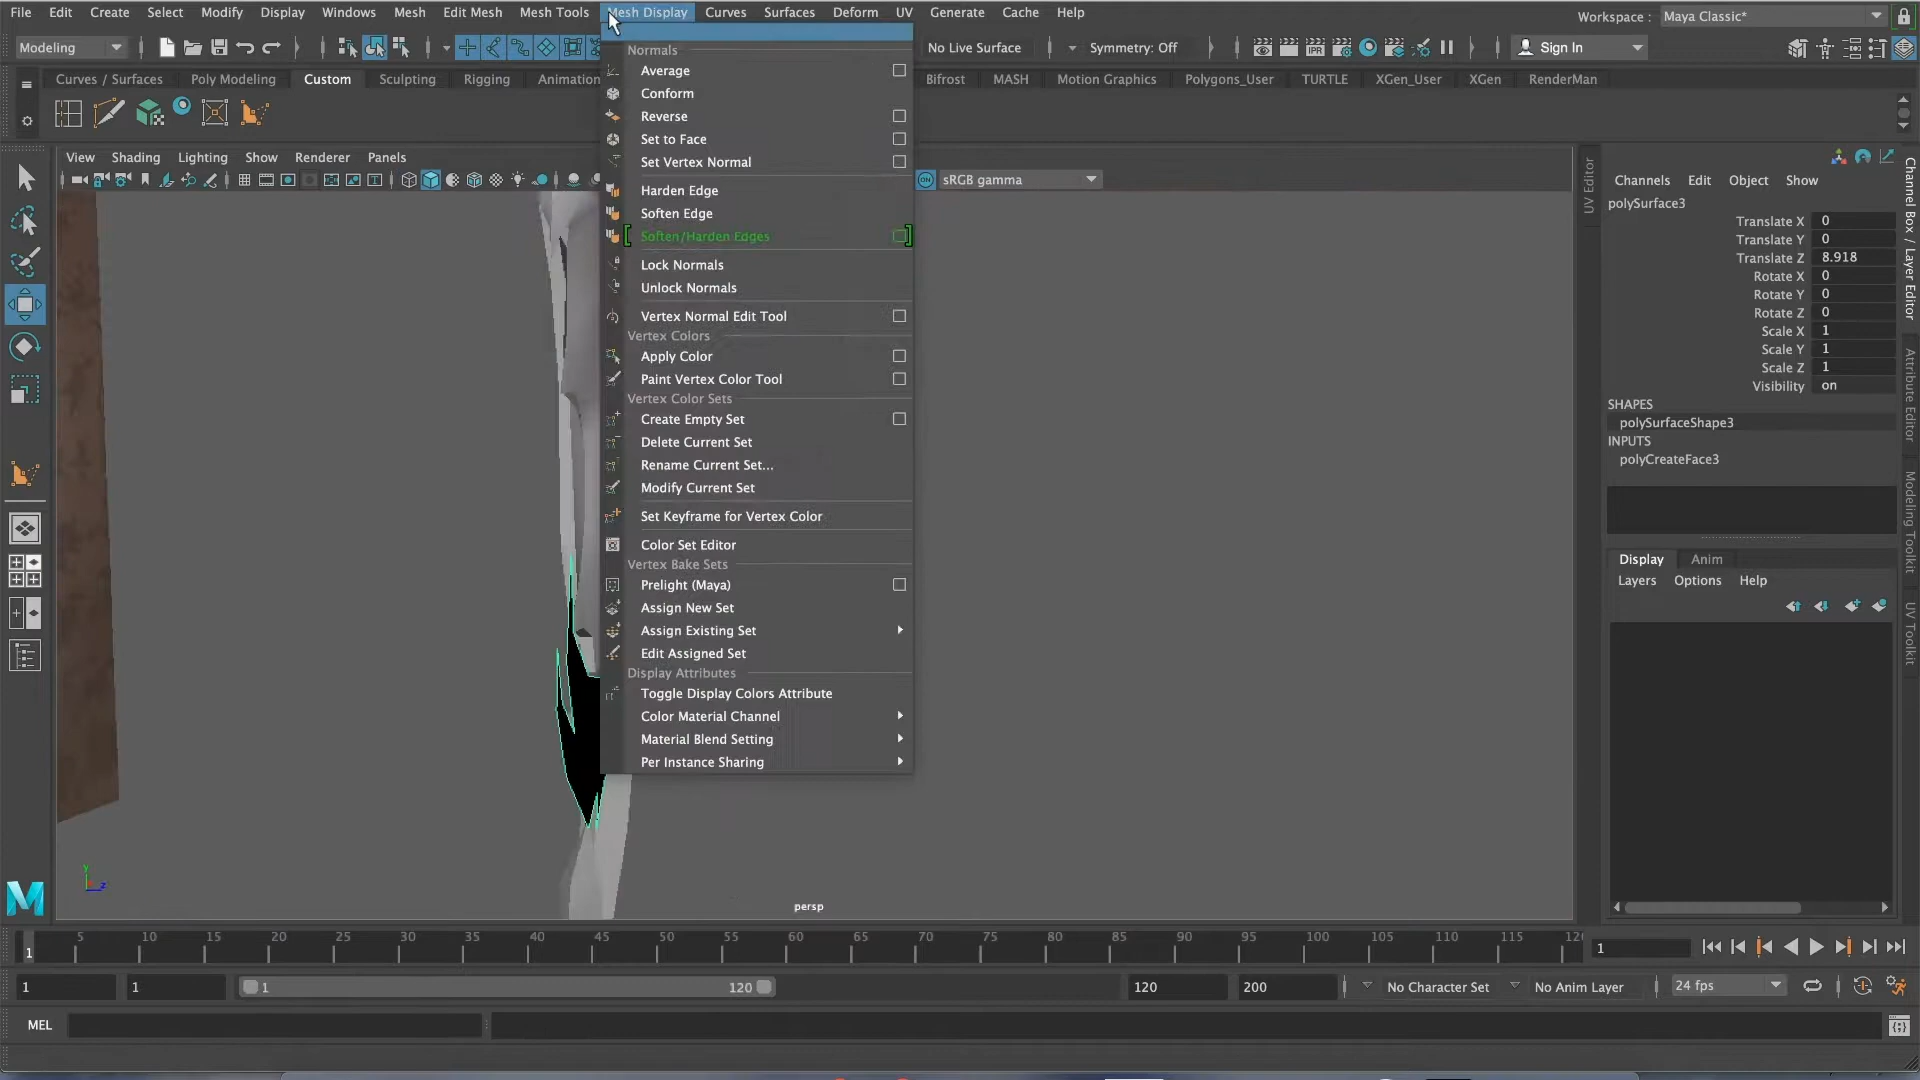 File Edit Create Select Modify Display Windows Mesh Edit Mesh Mesh Tools Mesh Display Curves Surfaces Deform UV Generate Cache Help
Workspace : Maya Classic*
Modeling
No Live Surface
Symmetry: Off
Sign In
Curves / Surfaces Poly Modeling Custom Sculpting Rigging Animation
Bifrost MASH Motion Graphics Polygons_User TURTLE XGen_User XGen RenderMan
View Shading Lighting Show Renderer Panels
ON sRGB gamma
Normals
Average
Conform
Reverse
Set to Face
Set Vertex Normal
Harden Edge
Soften Edge
Soften/Harden Edges
Lock Normals
Unlock Normals
Vertex Normal Edit Tool
Vertex Colors
Apply Color
Paint Vertex Color Tool
Vertex Color Sets
Create Empty Set
Delete Current Set
Rename Current Set...
Modify Current Set
Set Keyframe for Vertex Color
Color Set Editor
Vertex Bake Sets
Prelight (Maya)
Assign New Set
Assign Existing Set
Edit Assigned Set
Display Attributes
Toggle Display Colors Attribute
Color Material Channel
Material Blend Setting
Per Instance Sharing
UV Editor
Channels Edit Object Show
polySurface3
Translate X 0
Translate Y 0
Translate Z 8.918
Rotate X 0
Rotate Y 0
Rotate Z 0
Scale X 1
Scale Y 1
Scale Z 1
Visibility on
SHAPES
polySurfaceShape3
INPUTS
polyCreateFace3
Display Anim
Layers Options Help
Channel Box / Layer Editor
Attribute Editor
Modeling Toolkit
UV Toolkit
y
z
persp
1 5 10 15 20 25 30 35 40 45 50 55 60 65 70 75 80 85 90 95 100 105 110 115 12
1
1 1 1 120 120 200 No Character Set No Anim Layer 24 fps
MEL